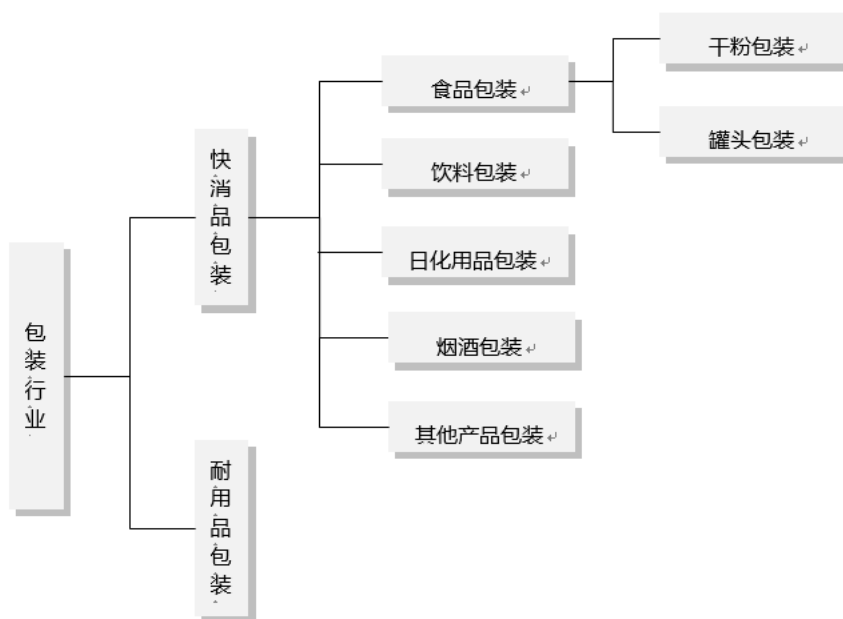 包装行业
快消品包装
食品包装
干粉包装
罐头包装
饮料包装
日化用品包装
烟酒包装
其他产品包装
耐用品包装